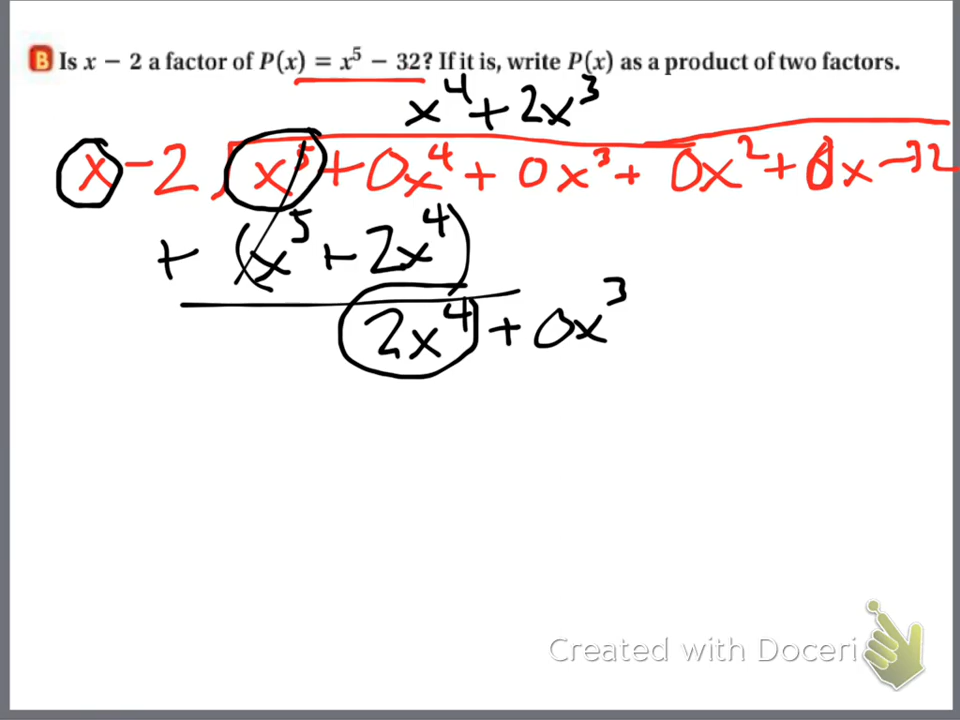 B Is x − 2 a factor of P(x) = x⁵ − 32? If it is, write P(x) as a product of two factors.
x⁴ + 2x³
x − 2 x⁵ + 0x⁴ + 0x³ + 0x² + 0x − 32
+ (x⁵ + 2x⁴)
2x⁴ + 0x³
Created with Doceri